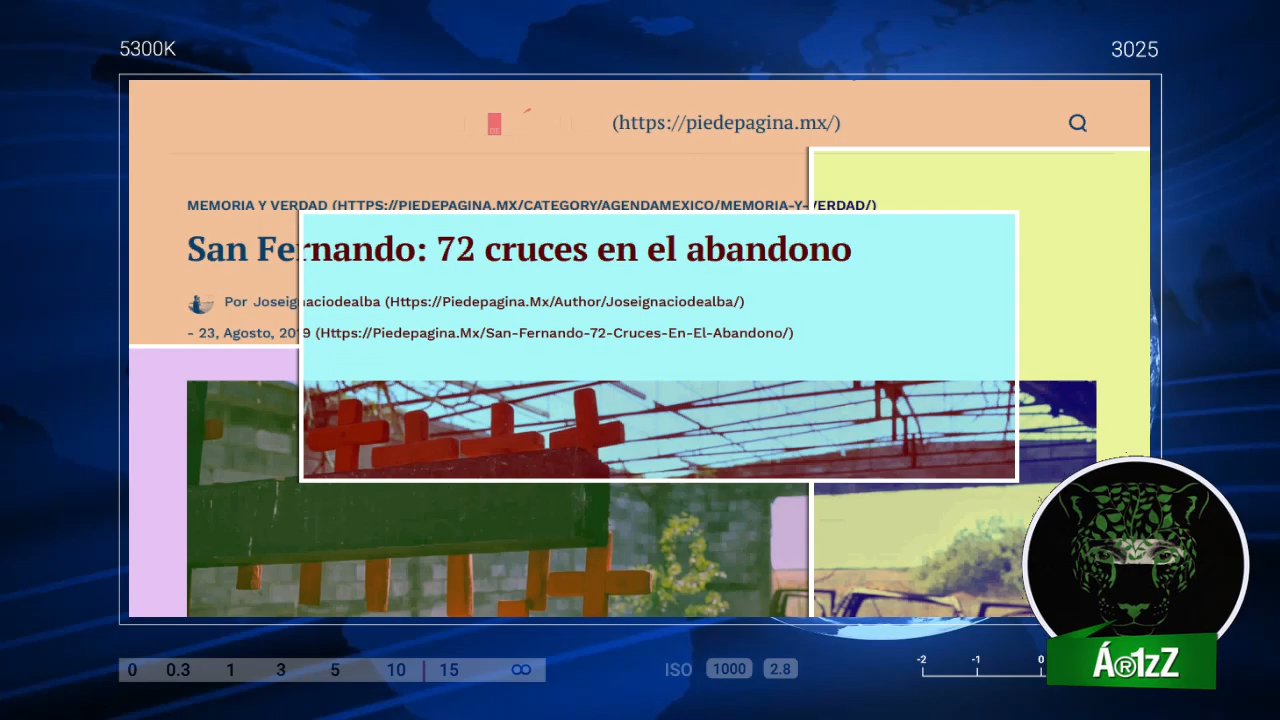 5300K
3025
DE
(https://piedepagina.mx/)
MEMORIA Y VERDAD (HTTPS://PIEDEPAGINA.MX/CATEGORY/AGENDAMEXICO/MEMORIA-Y-VERDAD/)
San Fernando: 72 cruces en el abandono
Por Joseignaciodealba (Https://Piedepagina.Mx/Author/Joseignaciodealba/)
- 23, Agosto, 2019 (Https://Piedepagina.Mx/San-Fernando-72-Cruces-En-El-Abandono/)
0 0.3 1 3 5 10 15 ∞
ISO 1000 2.8
-2 -1 0
Á®1zZ